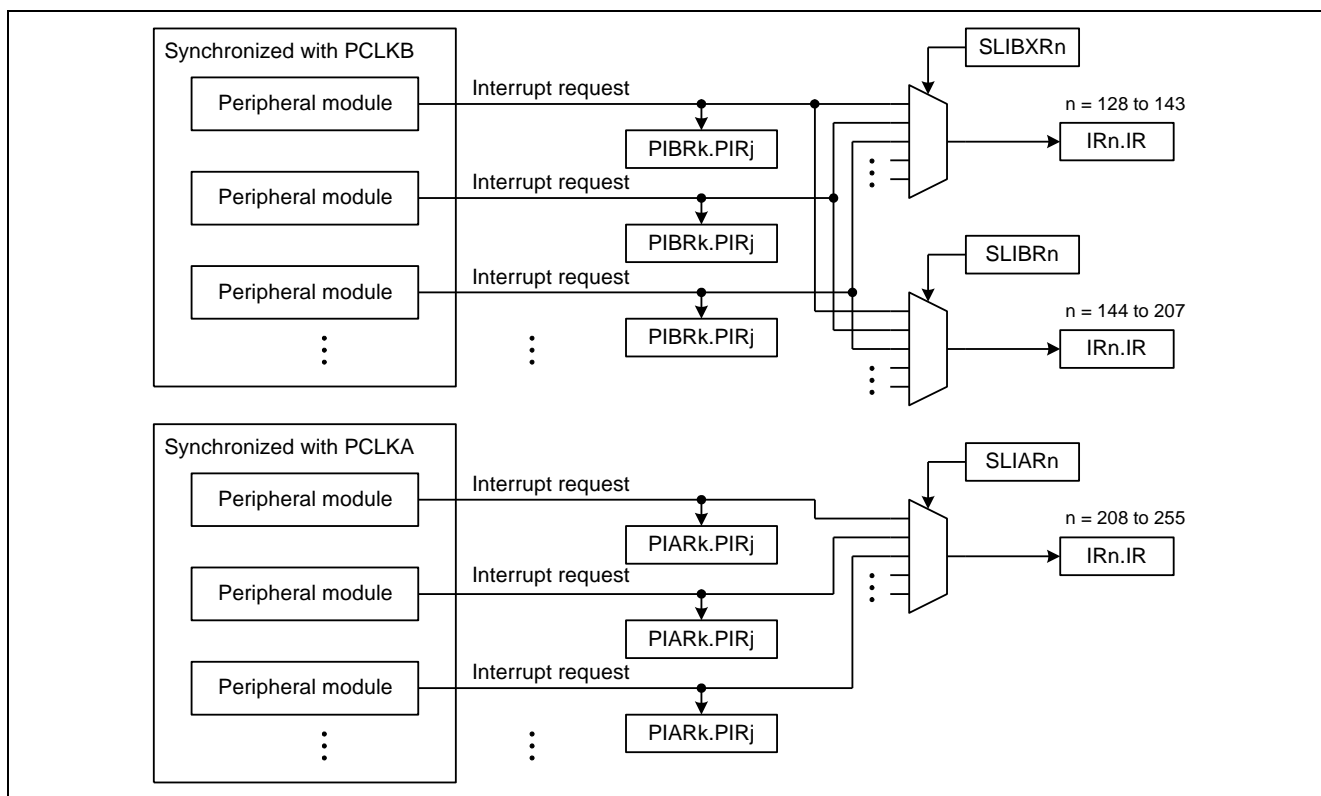 Synchronized with PCLKB
SLIBXRn
Peripheral module
Interrupt request
n = 128 to 143
PIBRk.PIRj
IRn.IR
Peripheral module
Interrupt request
PIBRk.PIRj
SLIBRn
Peripheral module
Interrupt request
n = 144 to 207
PIBRk.PIRj
IRn.IR
Synchronized with PCLKA
SLIARn
Peripheral module
Interrupt request
n = 208 to 255
PIARk.PIRj
IRn.IR
Peripheral module
Interrupt request
PIARk.PIRj
Peripheral module
Interrupt request
PIARk.PIRj